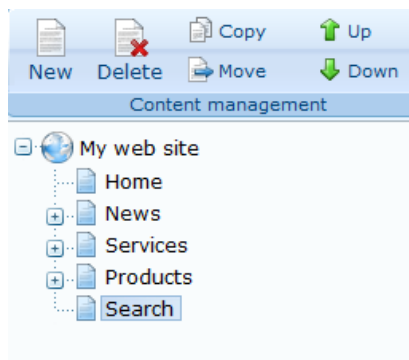 Copy Up
New Delete Move Down
Content management
My web site
Home
News
Services
Products
Search